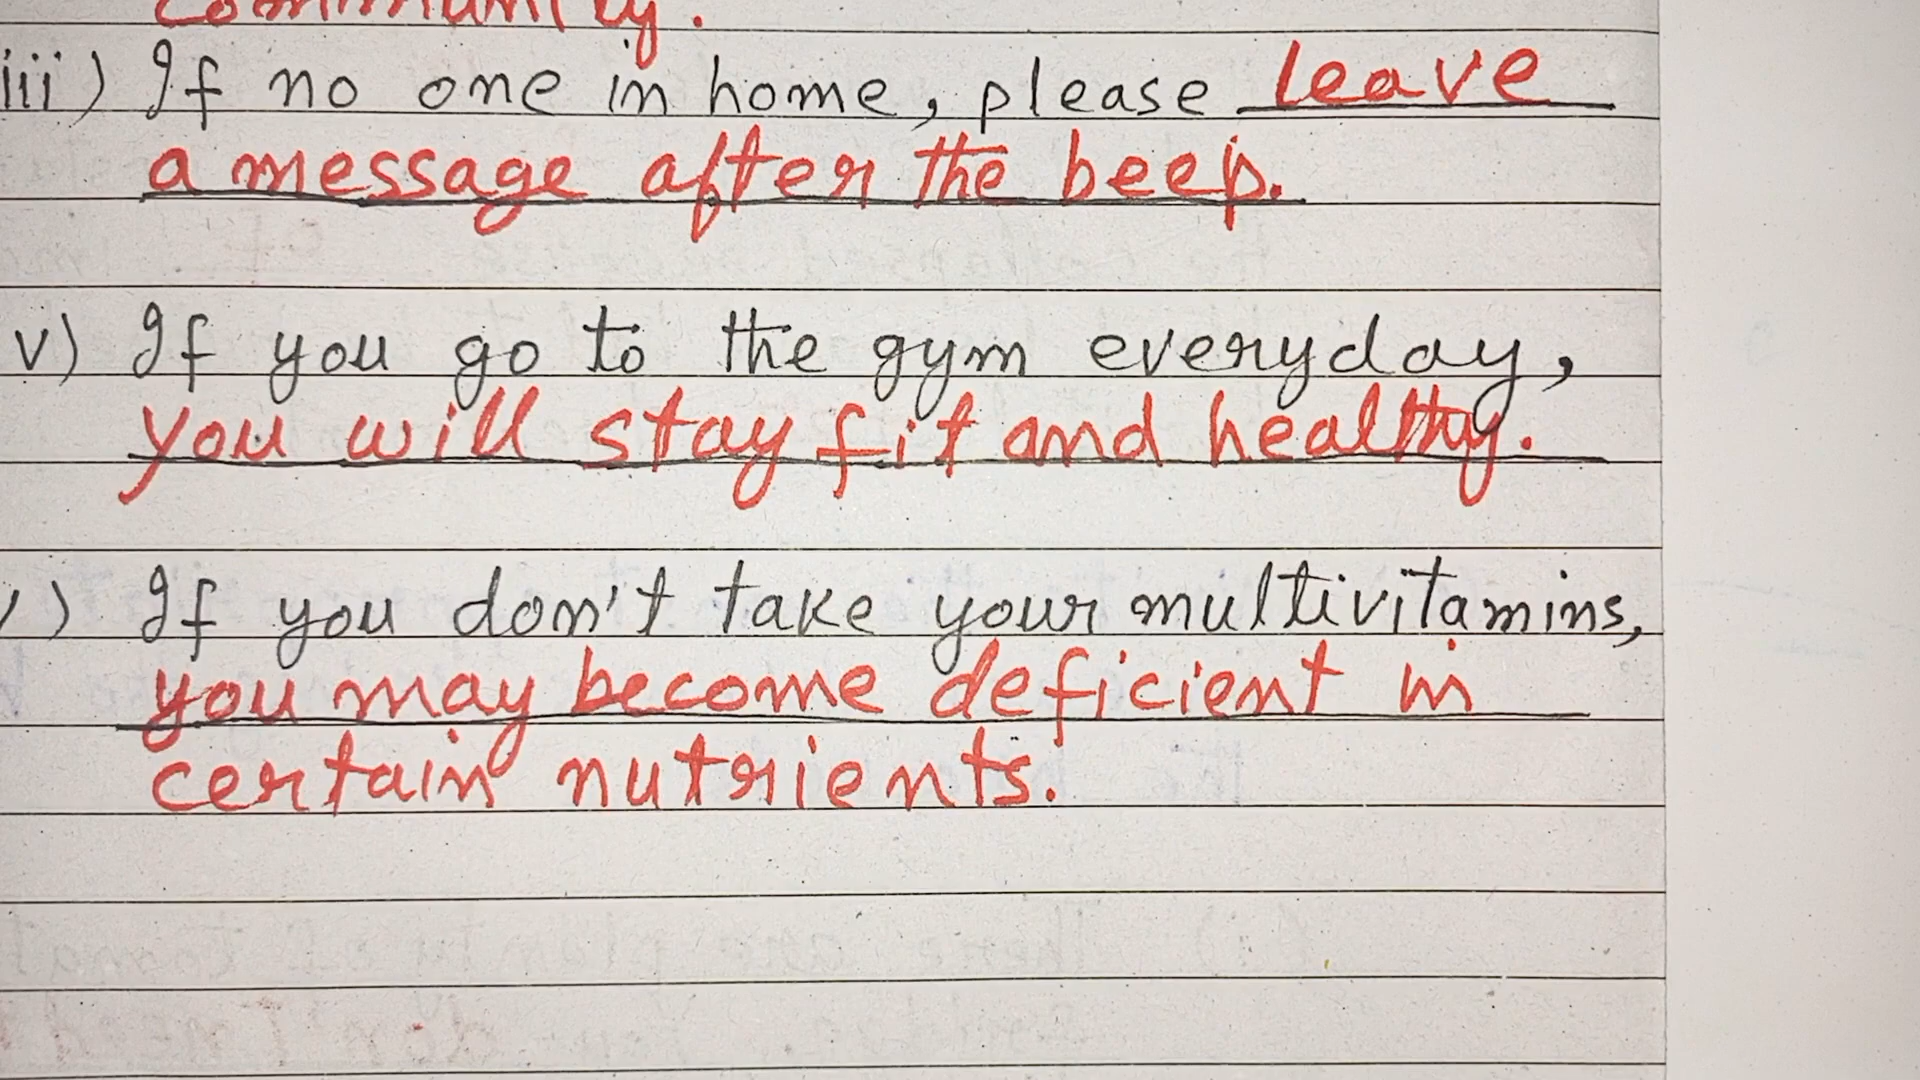 community.
iii) If no one in home, please leave
a message after the beep.
v) If you go to the gym everyday,
you will stay fit and healthy.
) If you don't take your multivitamins,
you may become deficient in
certain nutrients.